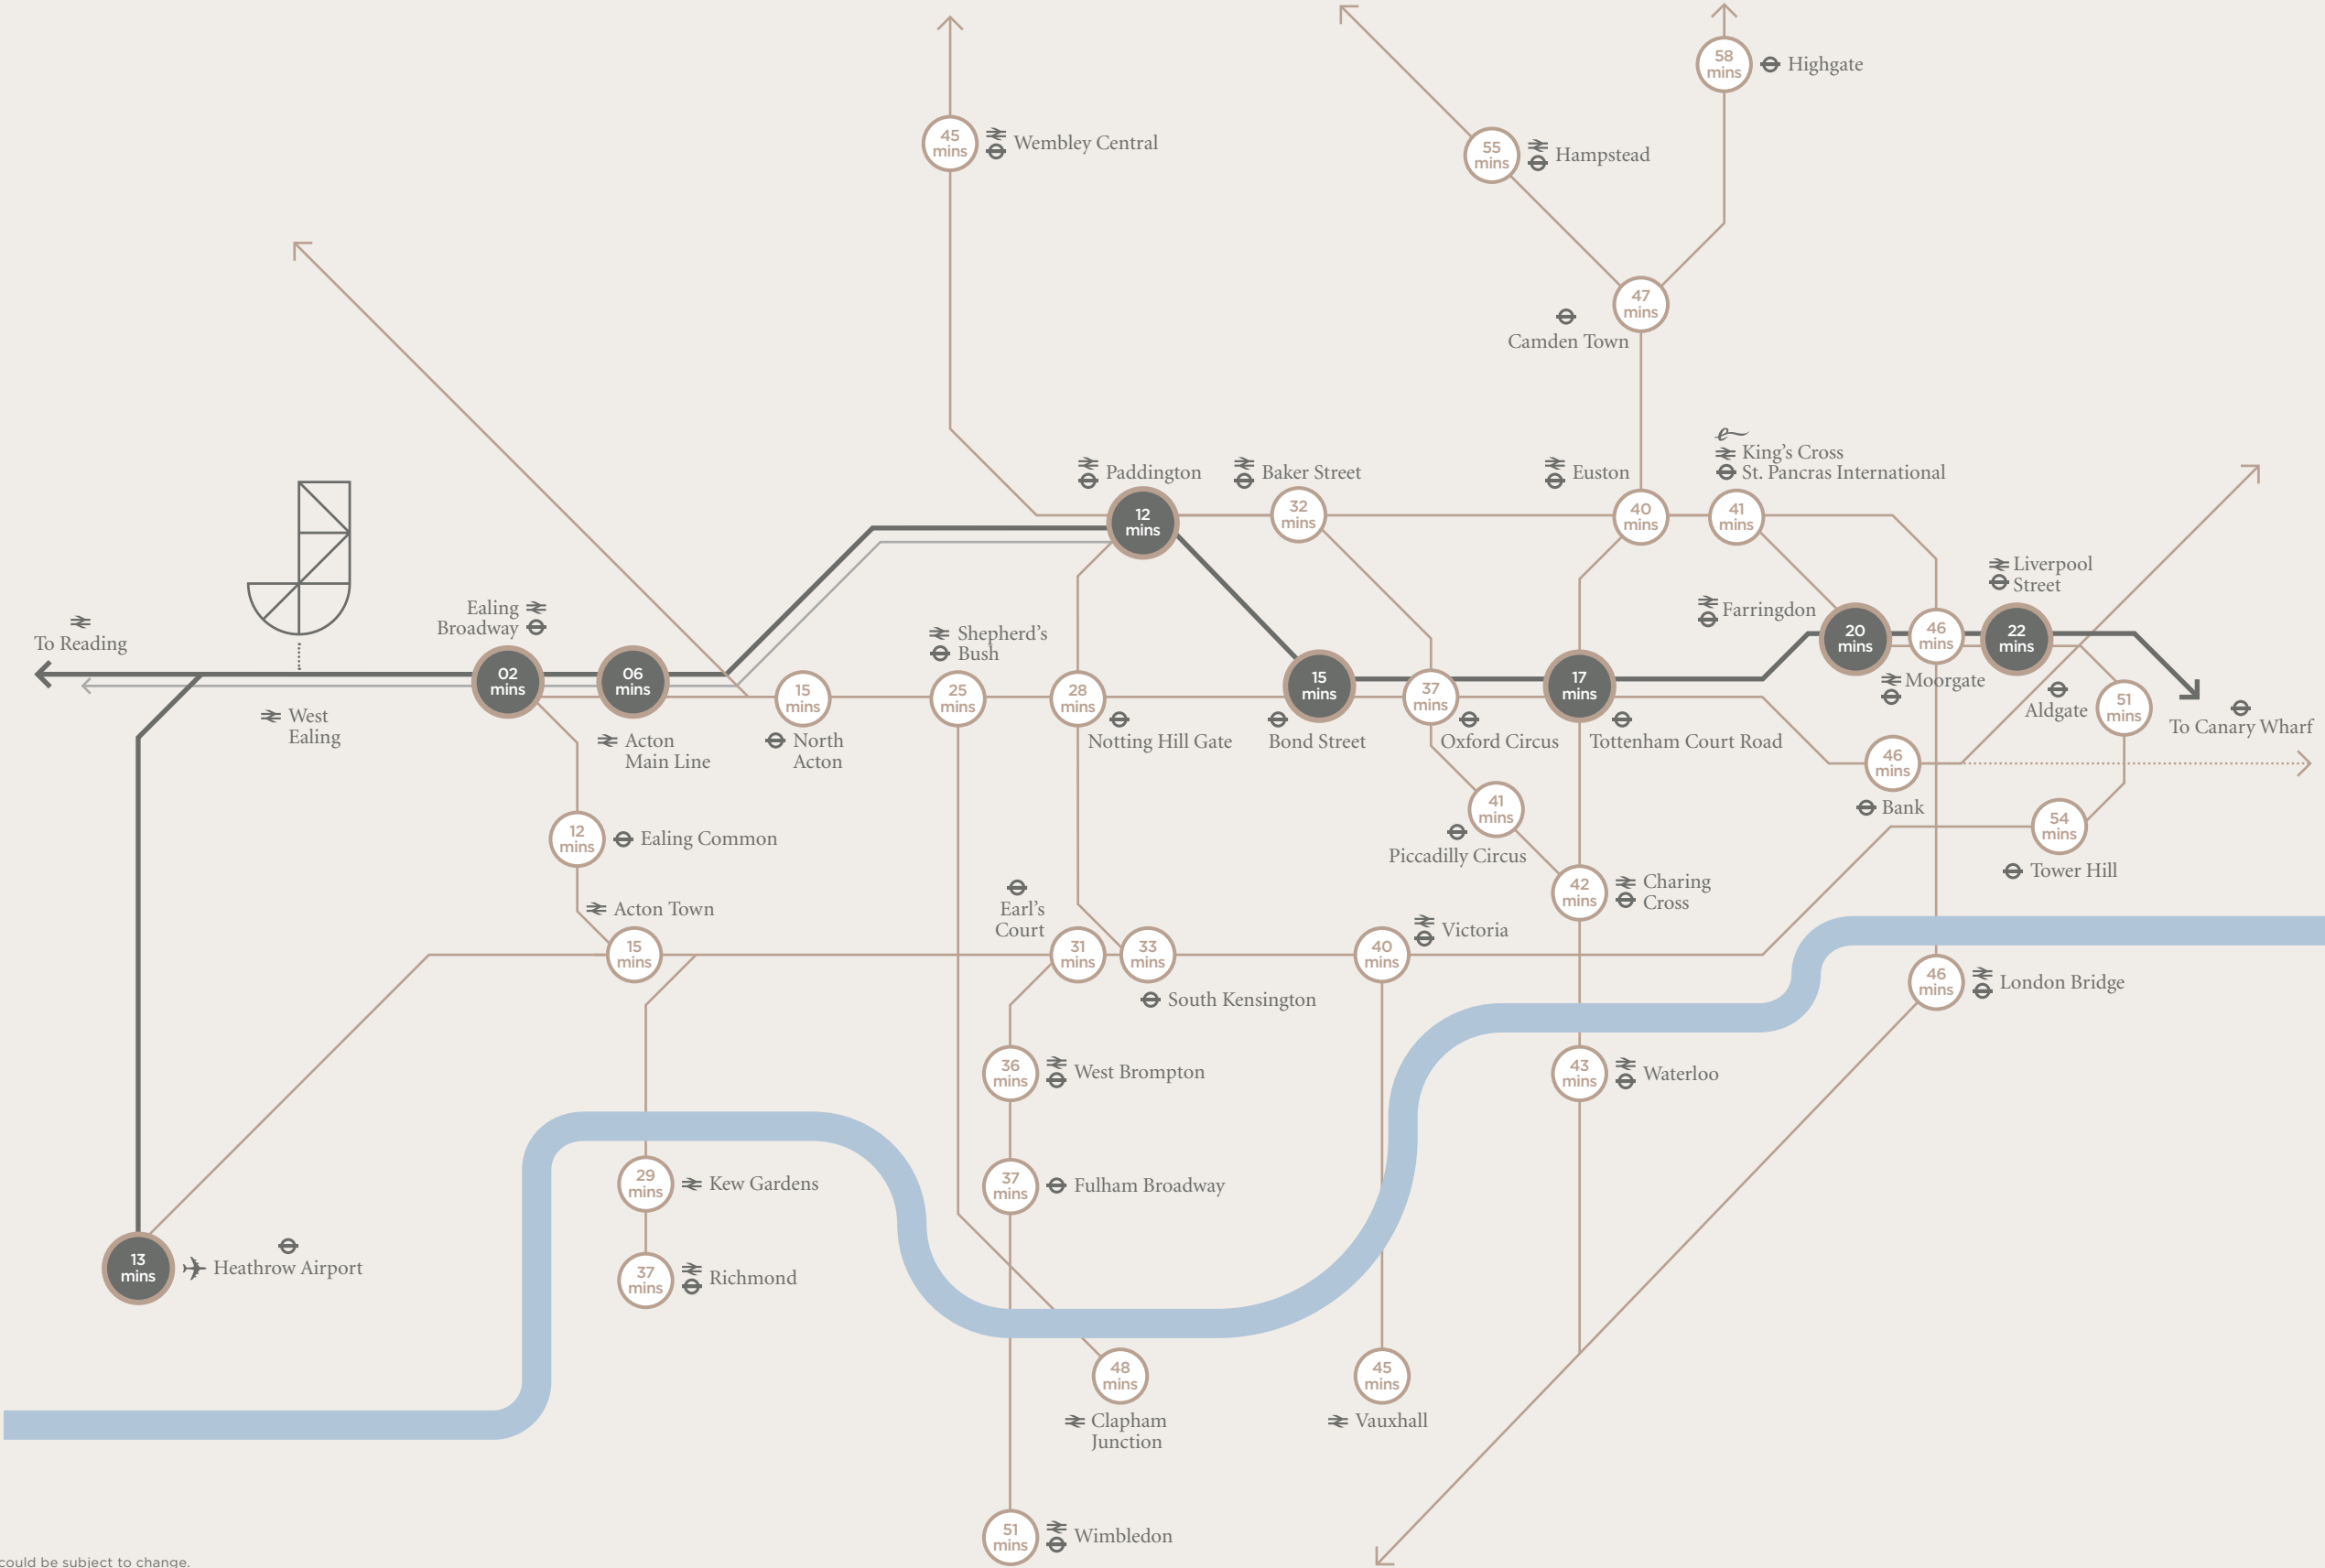 58
mins
Highgate
45
mins
Wembley Central
55
mins
Hampstead
47
mins
Camden Town
Paddington
12
mins
Baker Street
32
mins
Euston
40
mins
King's Cross
St. Pancras International
41
mins
To Reading
West
Ealing
Ealing
Broadway
02
mins
06
mins
Acton
Main Line
15
mins
North
Acton
Shepherd's
Bush
25
mins
28
mins
Notting Hill Gate
15
mins
Bond Street
37
mins
Oxford Circus
17
mins
Tottenham Court Road
Farringdon
20
mins
46
mins
Moorgate
Liverpool
Street
22
mins
Aldgate
51
mins
To Canary Wharf
46
mins
Bank
54
mins
Tower Hill
12
mins
Ealing Common
41
mins
Piccadilly Circus
42
mins
Charing
Cross
Acton Town
15
mins
Earl's
Court
31
mins
33
mins
South Kensington
Victoria
40
mins
46
mins
London Bridge
36
mins
West Brompton
43
mins
Waterloo
29
mins
Kew Gardens
37
mins
Fulham Broadway
13
mins
Heathrow Airport
37
mins
Richmond
48
mins
Clapham
Junction
45
mins
Vauxhall
51
mins
Wimbledon
could be subject to change.